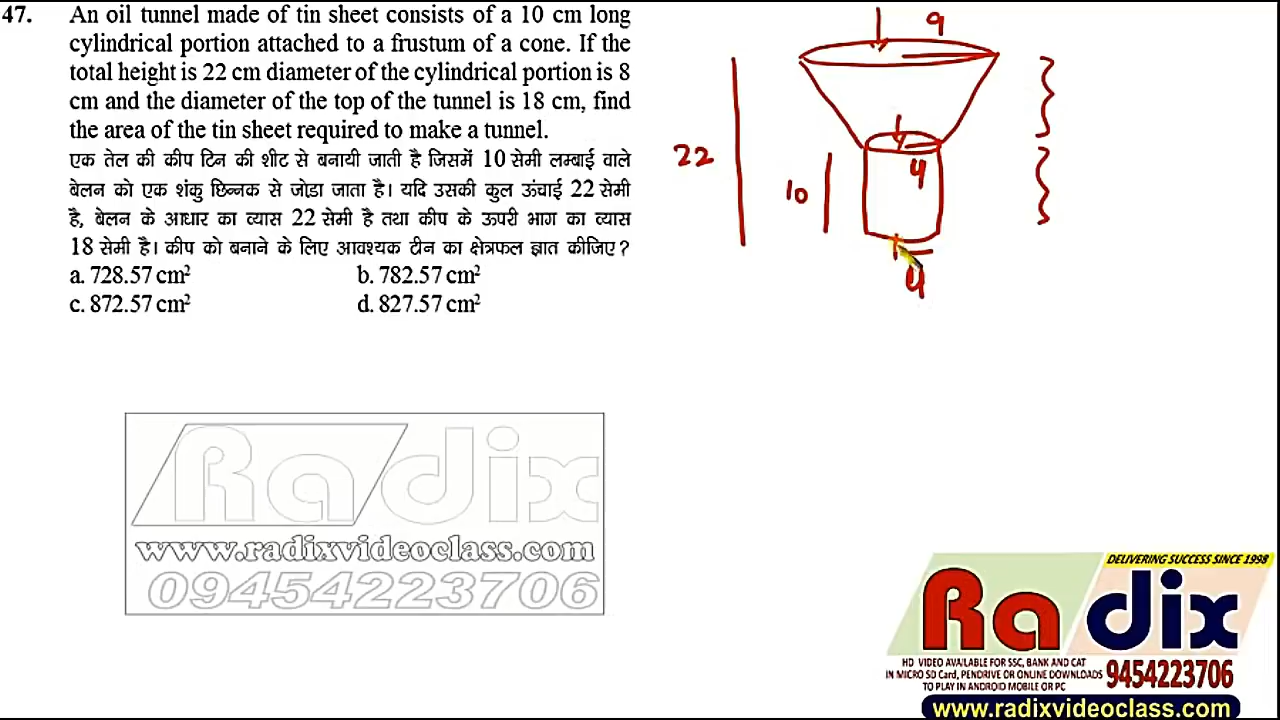 47. An oil tunnel made of tin sheet consists of a 10 cm long
cylindrical portion attached to a frustum of a cone. If the
total height is 22 cm diameter of the cylindrical portion is 8
cm and the diameter of the top of the tunnel is 18 cm, find
the area of the tin sheet required to make a tunnel.
एक तेल की कीप टिन की शीट से बनायी जाती है जिसमें 10 सेमी लम्बाई वाले
बेलन को एक शंकु छिन्नक से जोडा जाता है। यदि उसकी कुल ऊंचाई 22 सेमी
है, बेलन के आधार का व्यास 22 सेमी है तथा कीप के ऊपरी भाग का व्यास
18 सेमी है। कीप को बनाने के लिए आवश्यक टीन का क्षेत्रफल ज्ञात कीजिए?
a. 728.57 cm² b. 782.57 cm²
c. 872.57 cm² d. 827.57 cm²
9
22
4
10
4
Radix
www.radixvideoclass.com
09454223706
DELIVERING SUCCESS SINCE 1998
Radix
HD VIDEO AVAILABLE FOR SSC, BANK AND CAT
IN MICRO SD Card, PENDRIVE OR ONLINE DOWNLOADS
TO PLAY IN ANDROID MOBILE OR PC
9454223706
www.radixvideoclass.com